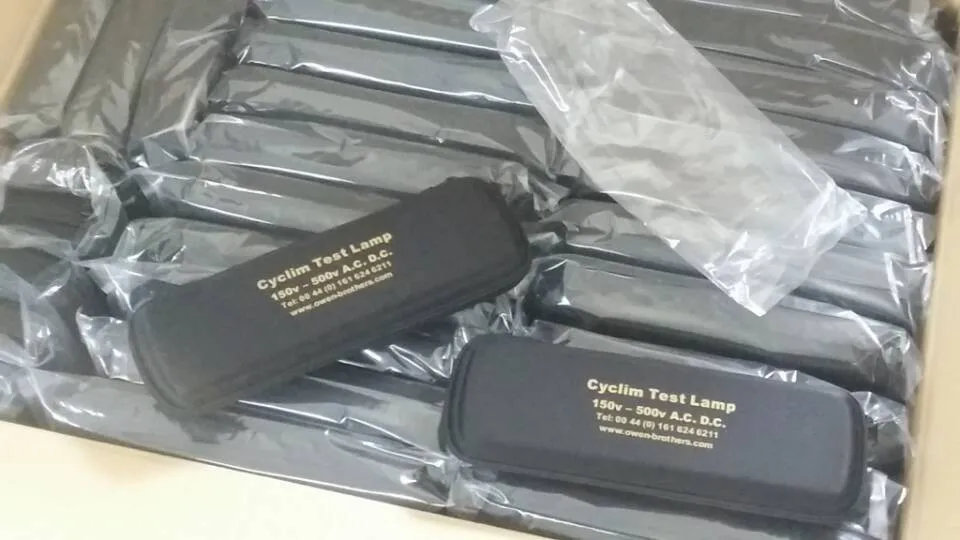 Cyclim Test Lamp
150v – 500v A.C. D.C.
Tel: 00 44 (0) 161 624 6211
www.owen-brothers.com
Cyclim Test Lamp
150v – 500v A.C. D.C.
Tel: 00 44 (0) 161 624 6211
www.owen-brothers.com